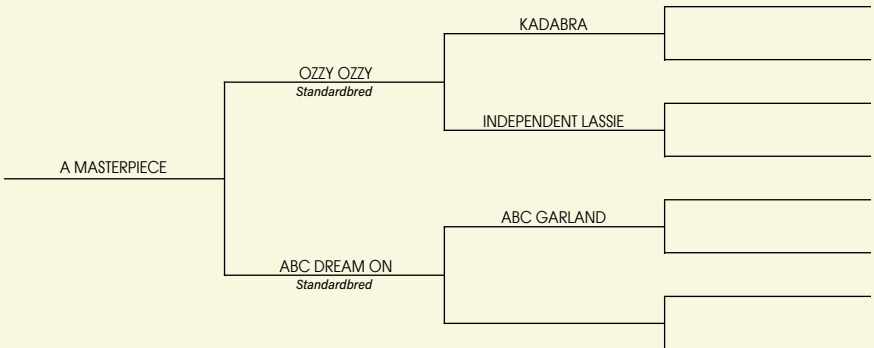 KADABRA
OZZY OZZY
Standardbred
INDEPENDENT LASSIE
A MASTERPIECE
ABC GARLAND
ABC DREAM ON
Standardbred